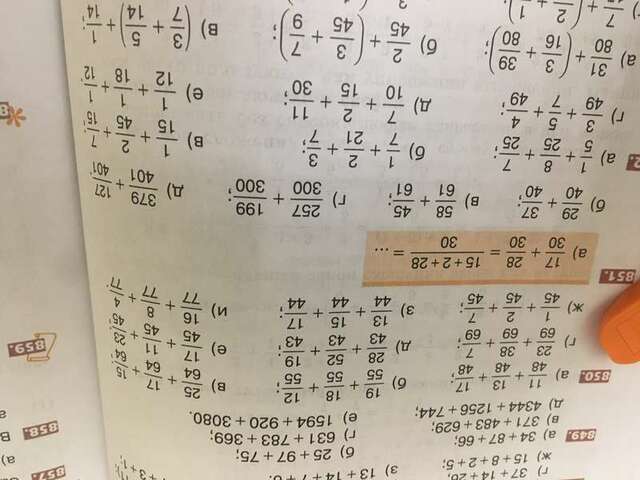 г) 37 + 14 + 26;
ж) 15 + 8 + 2 + 5; з) 13 + 14 + 7 + 6
849. а) 34 + 87 + 66; б) 25 + 97 + 75;
в) 371 + 483 + 629; г) 631 + 783 + 369;
д) 4344 + 1256 + 744; е) 1594 + 920 + 3080.
850. а) 11/48 + 13/48 + 17/48; б) 19/55 + 18/55 + 12/55; в) 25/64 + 17/64 + 15/64;
г) 23/69 + 38/69 + 7/69; д) 28/43 + 52/43 + 19/43; е) 17/45 + 11/45 + 23/45;
ж) 1/45 + 2/45 + 7/45; з) 13/44 + 15/44 + 17/44; и) 16/77 + 8/77 + 4/77.
851. а) 17/30 + 28/30 = (15 + 2 + 28)/30 = ...
б) 29/40 + 37/40; в) 58/61 + 45/61; г) 257/300 + 199/300; д) 379/401 + 127/401.
2. а) 1/5 + 8/25 + 7/25; б) 1/7 + 2/21 + 3/7; в) 1/15 + 2/45 + 7/15;
г) 3/49 + 5/7 + 4/49; д) 7/10 + 2/15 + 11/30; е) 1/12 + 1/18 + 1/12.
а) 31/80 + (3/16 + 39/80); б) 2/45 + (3/45 + 7/9); в) (3/7 + 5/14) + 1/14;
857.
а)
858. В
859.